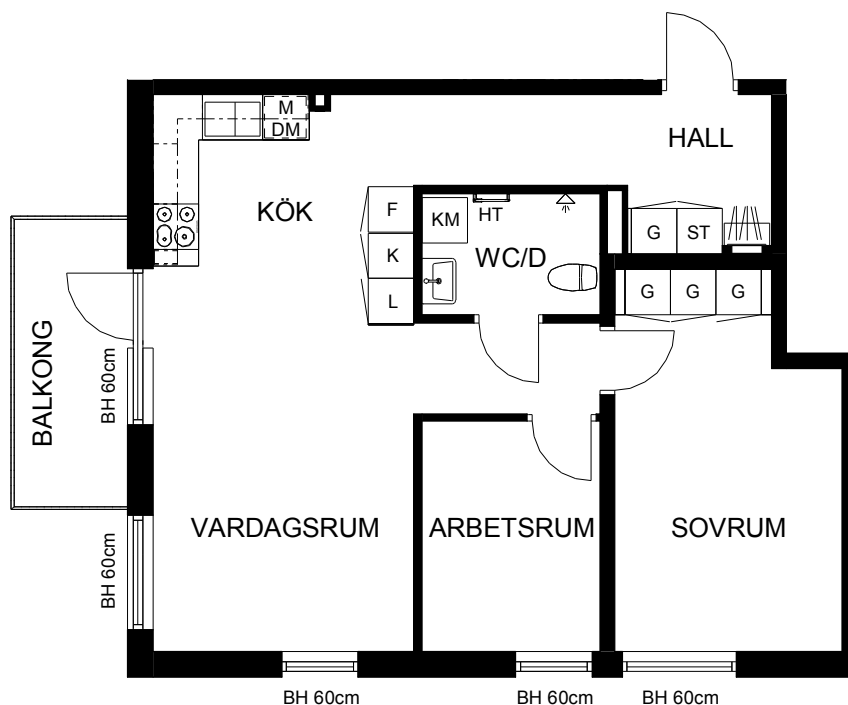 M
DM
HALL
KÖK
F
KM
HT
G
ST
K
WC/D
L
G
G
G
BALKONG
BH 60cm
VARDAGSRUM
ARBETSRUM
SOVRUM
BH 60cm
BH 60cm
BH 60cm
BH 60cm